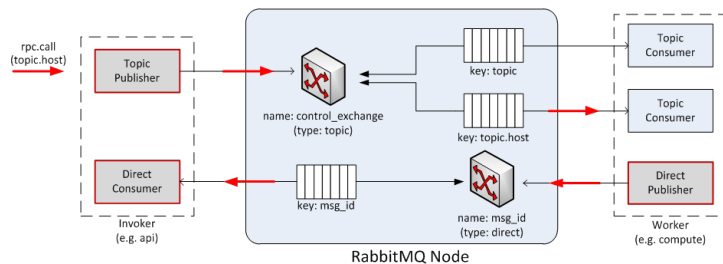 rpc.call
(topic.host)
Topic
Publisher
name: control_exchange
(type: topic)
key: topic
Topic
Consumer
key: topic.host
Topic
Consumer
Direct
Consumer
key: msg_id
name: msg_id
(type: direct)
Direct
Publisher
Invoker
(e.g. api)
Worker
(e.g. compute)
RabbitMQ Node